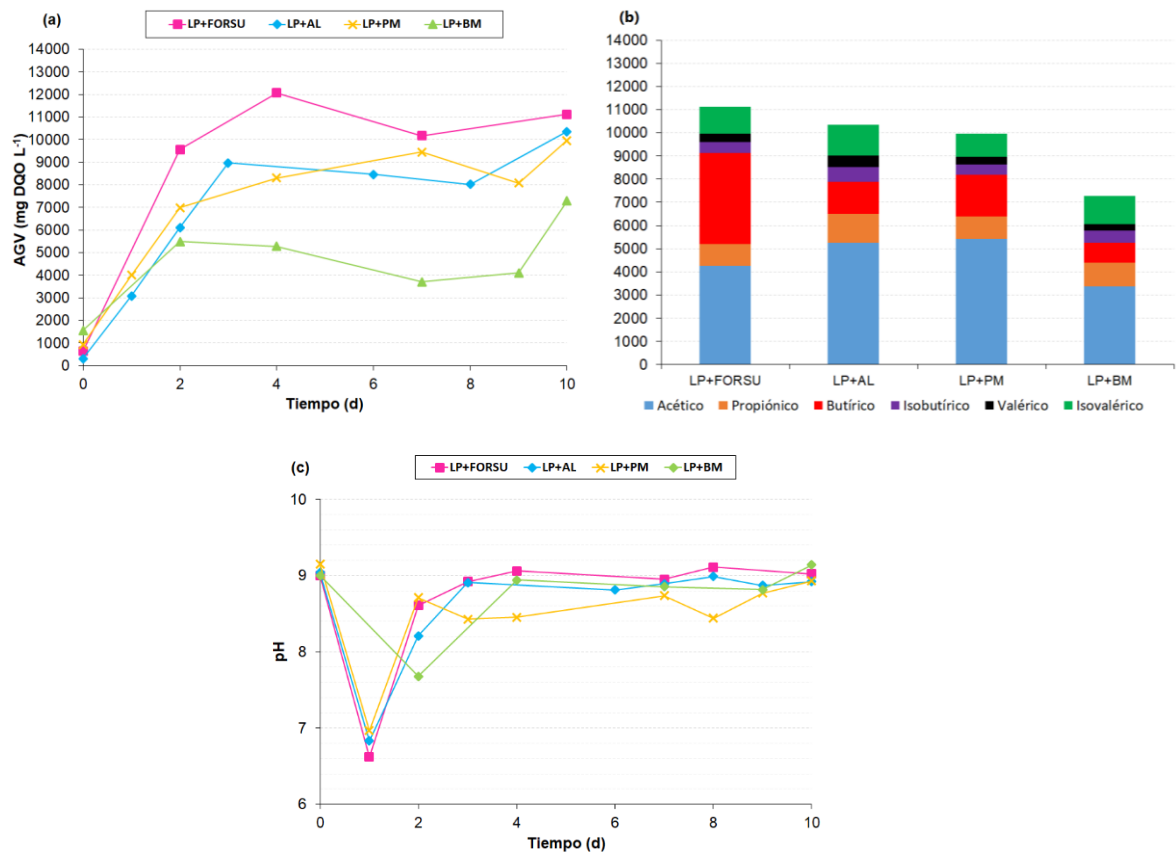 (a)
LP+FORSU LP+AL LP+PM LP+BM
14000
13000
12000
11000
10000
9000
8000
7000
6000
5000
4000
3000
2000
1000
0
AGV (mg DQO L-1)
0 2 4 6 8 10
Tiempo (d)
(b)
14000
13000
12000
11000
10000
9000
8000
7000
6000
5000
4000
3000
2000
1000
0
LP+FORSU LP+AL LP+PM LP+BM
Acético Propiónico Butírico Isobutírico Valérico Isovalérico
(c)
LP+FORSU LP+AL LP+PM LP+BM
10
9
8
7
6
pH
0 2 4 6 8 10
Tiempo (d)